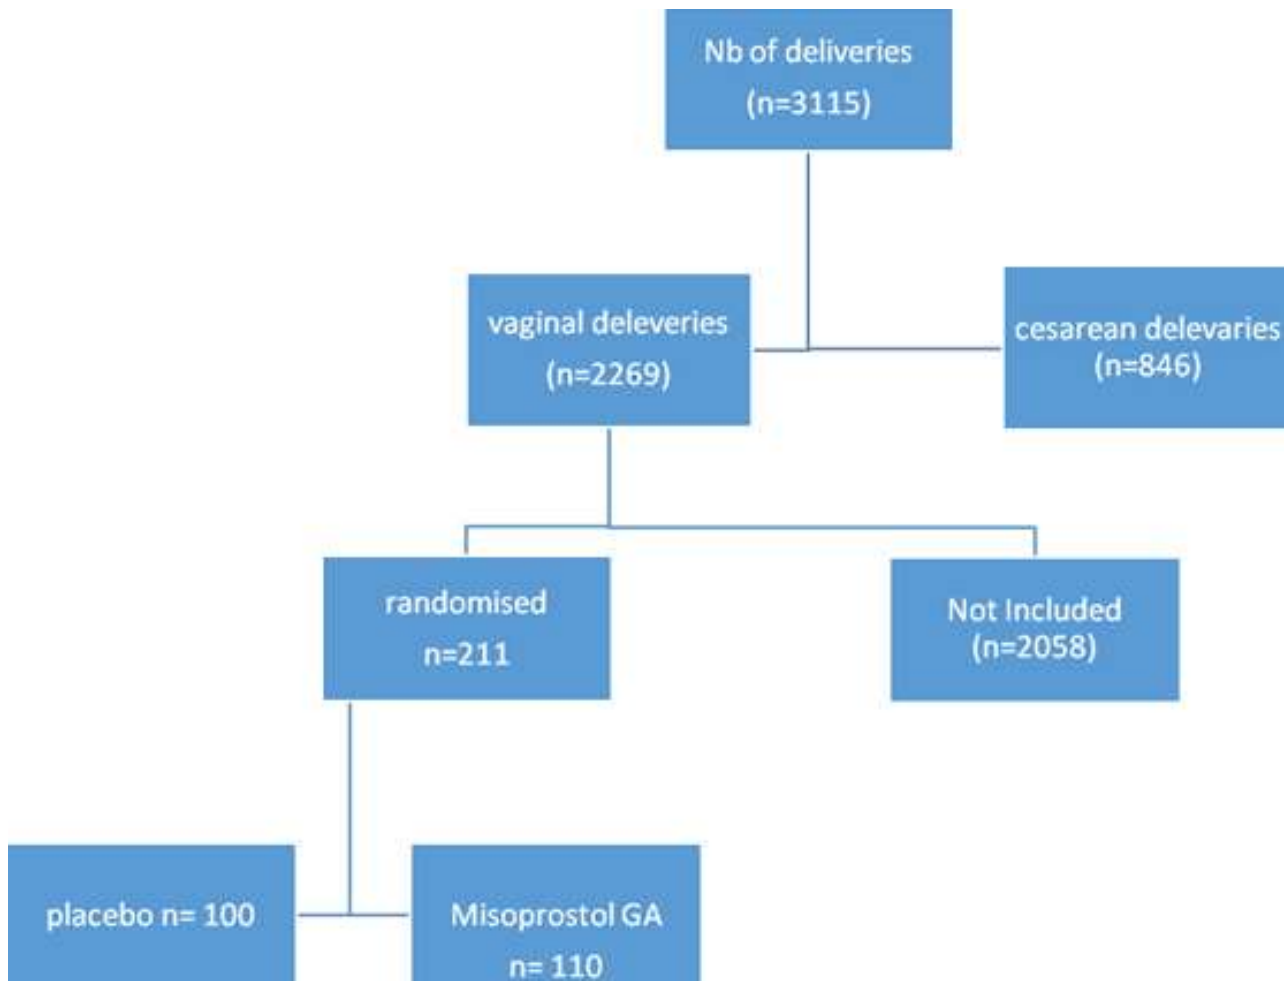 Nb of deliveries
(n=3115)
vaginal deleveries
(n=2269)
cesarean delevaries
(n=846)
randomised
n=211
Not Included
(n=2058)
placebo n= 100
Misoprostol GA
n= 110